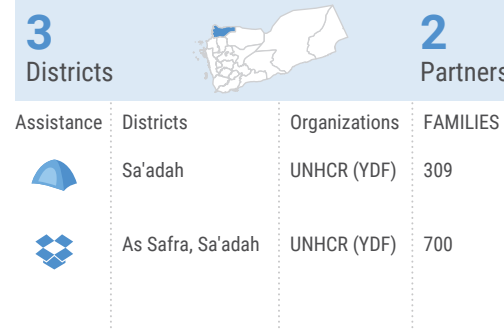 3
Districts
2
Partners
Assistance Districts Organizations FAMILIES
Sa'adah UNHCR (YDF) 309
As Safra, Sa'adah UNHCR (YDF) 700